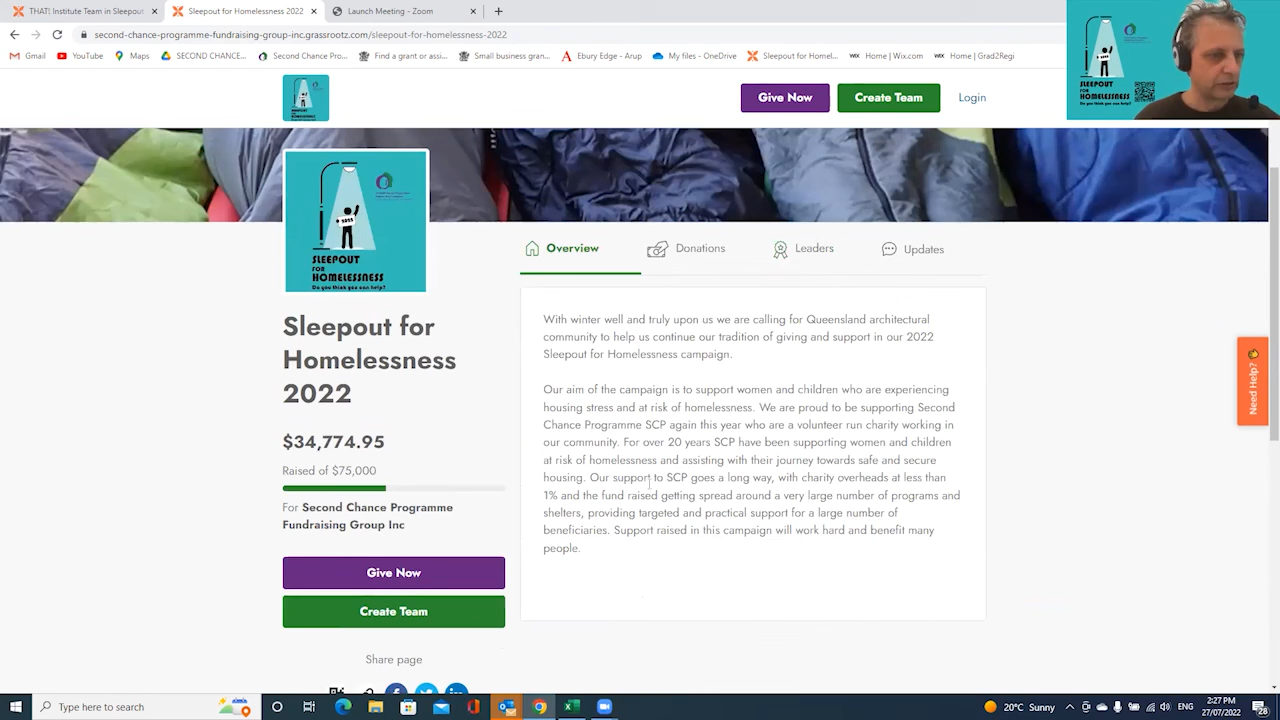 THAT! Institute Team in Sleepout
Sleepout for Homelessness 2022
Launch Meeting - Zoom
second-chance-programme-fundraising-group-inc.grassrootz.com/sleepout-for-homelessness-2022
Gmail
YouTube
Maps
SECOND CHANCE...
Second Chance Pro...
Find a grant or assi...
Small business gran...
Ebury Edge - Arup
My files - OneDrive
Sleepout for Homel...
Home | Wix.com
Home | Grad2Regi
Give Now
Create Team
Login
SLEEPOUT
FOR
HOMELESSNESS
Do you think you can help?
2022
SLEEPOUT
FOR
HOMELESSNESS
Do you think you can help?
Overview
Donations
Leaders
Updates
Sleepout for
Homelessness
2022
$34,774.95
Raised of $75,000
For Second Chance Programme
Fundraising Group Inc
Give Now
Create Team
Share page
With winter well and truly upon us we are calling for Queensland architectural
community to help us continue our tradition of giving and support in our 2022
Sleepout for Homelessness campaign.
Our aim of the campaign is to support women and children who are experiencing
housing stress and at risk of homelessness. We are proud to be supporting Second
Chance Programme SCP again this year who are a volunteer run charity working in
our community. For over 20 years SCP have been supporting women and children
at risk of homelessness and assisting with their journey towards safe and secure
housing. Our support to SCP goes a long way, with charity overheads at less than
1% and the fund raised getting spread around a very large number of programs and
shelters, providing targeted and practical support for a large number of
beneficiaries. Support raised in this campaign will work hard and benefit many
people.
Need Help?
Type here to search
20°C Sunny
ENG
2:27 PM
27/07/2022